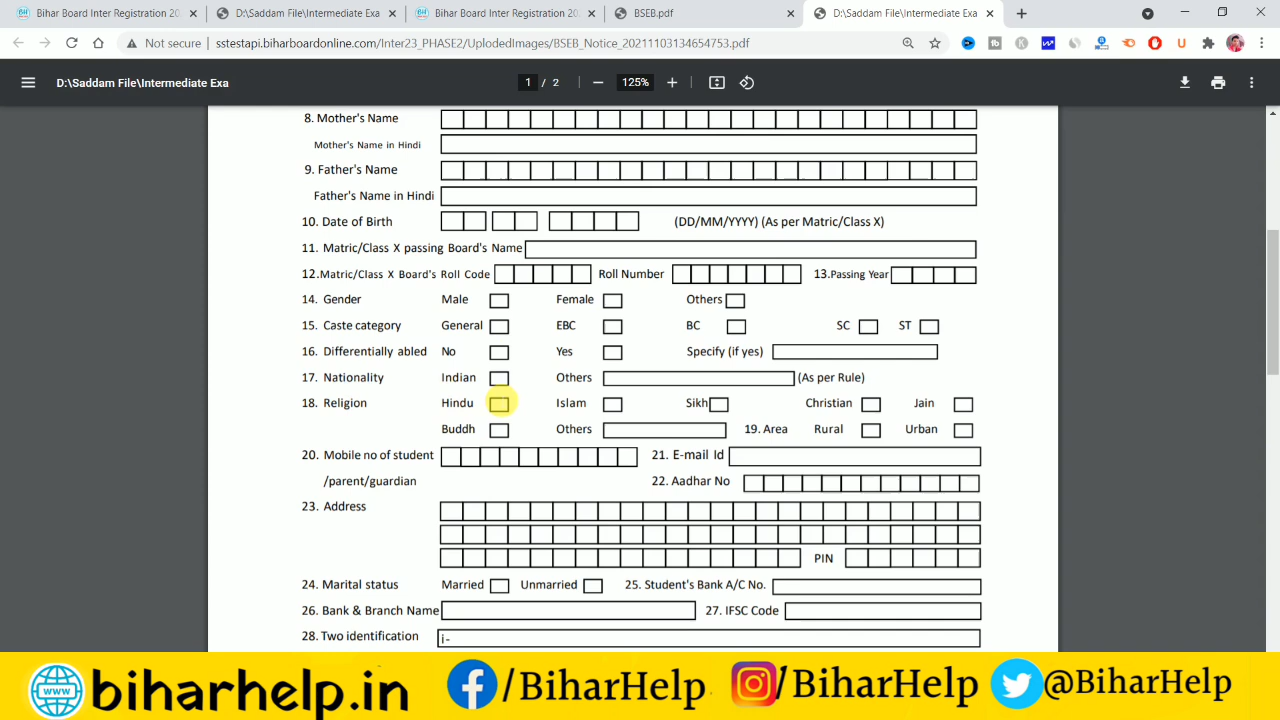 Bihar Board Inter Registration 20
D:\Saddam File\Intermediate Exa
Bihar Board Inter Registration 20
BSEB.pdf
D:\Saddam File\Intermediate Exa
Not secure
sstestapi.biharboardonline.com/Inter23_PHASE2/UplodedImages/BSEB_Notice_20211103134654753.pdf
D:\Saddam File\Intermediate Exa
1 / 2
125%
8. Mother's Name
Mother's Name in Hindi
9. Father's Name
Father's Name in Hindi
10. Date of Birth (DD/MM/YYYY) (As per Matric/Class X)
11. Matric/Class X passing Board's Name
12.Matric/Class X Board's Roll Code Roll Number 13.Passing Year
14. Gender Male Female Others
15. Caste category General EBC BC SC ST
16. Differentially abled No Yes Specify (if yes)
17. Nationality Indian Others (As per Rule)
18. Religion Hindu Islam Sikh Christian Jain
Buddh Others 19. Area Rural Urban
20. Mobile no of student 21. E-mail Id
/parent/guardian 22. Aadhar No
23. Address
PIN
24. Marital status Married Unmarried 25. Student's Bank A/C No.
26. Bank & Branch Name 27. IFSC Code
28. Two identification i-
www biharhelp.in /BiharHelp /BiharHelp @BiharHelp